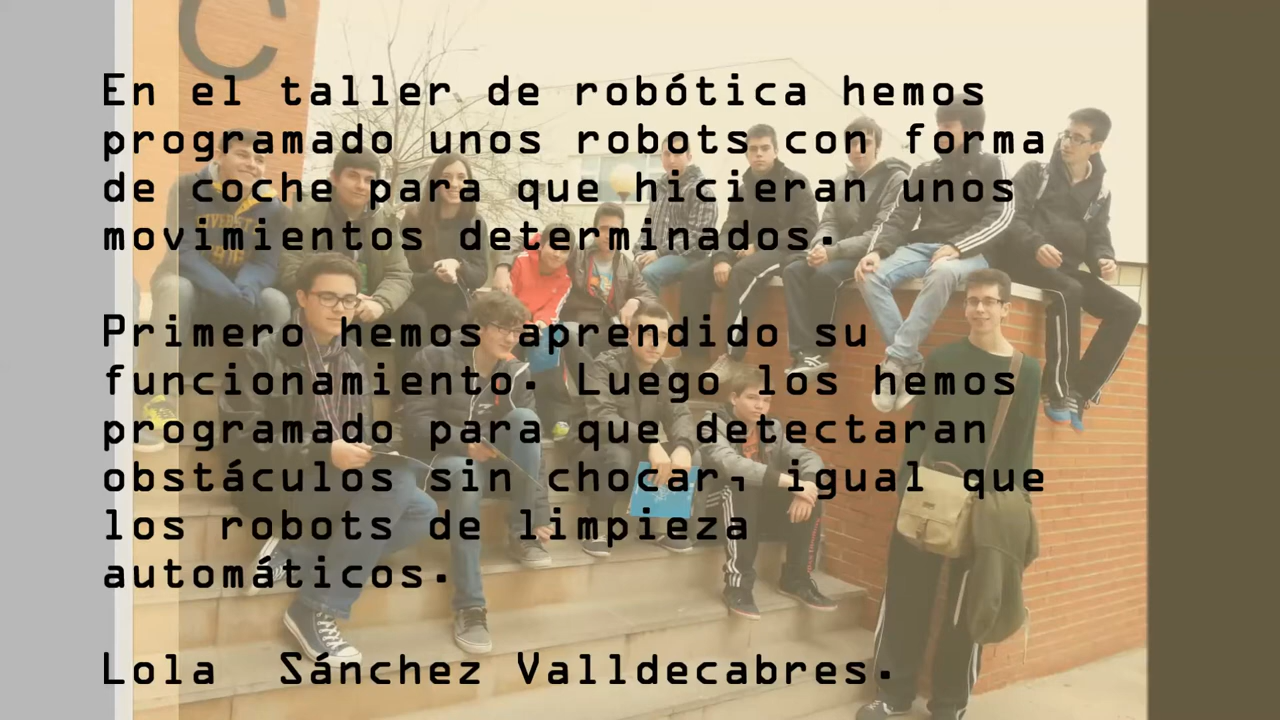 C
En el taller de robótica hemos
programado unos robots con forma
de coche para que hicieran unos
movimientos determinados.
Primero hemos aprendido su
funcionamiento. Luego los hemos
programado para que detectaran
obstáculos sin chocar, igual que
los robots de limpieza
automáticos.
Lola Sánchez Valldecabres.